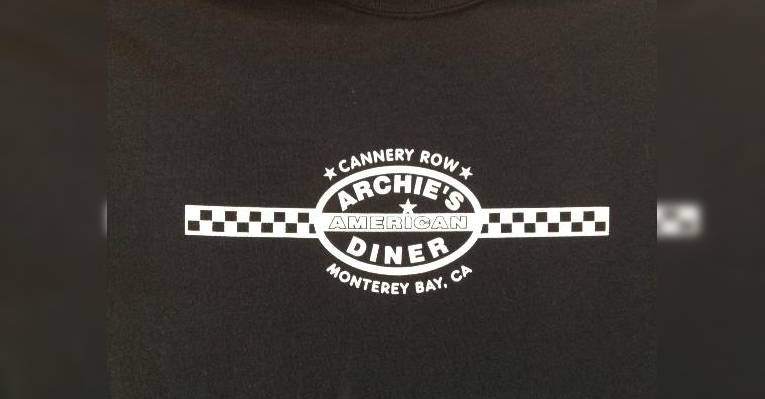 CANNERY ROW
ARCHIE'S
AMERICAN
DINER
MONTEREY BAY, CA